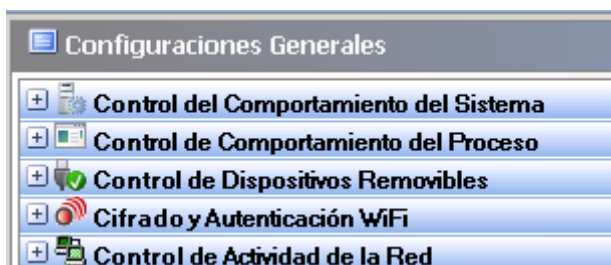 Configuraciones Generales
Control del Comportamiento del Sistema
Control de Comportamiento del Proceso
Control de Dispositivos Removibles
Cifrado y Autenticación WiFi
Control de Actividad de la Red